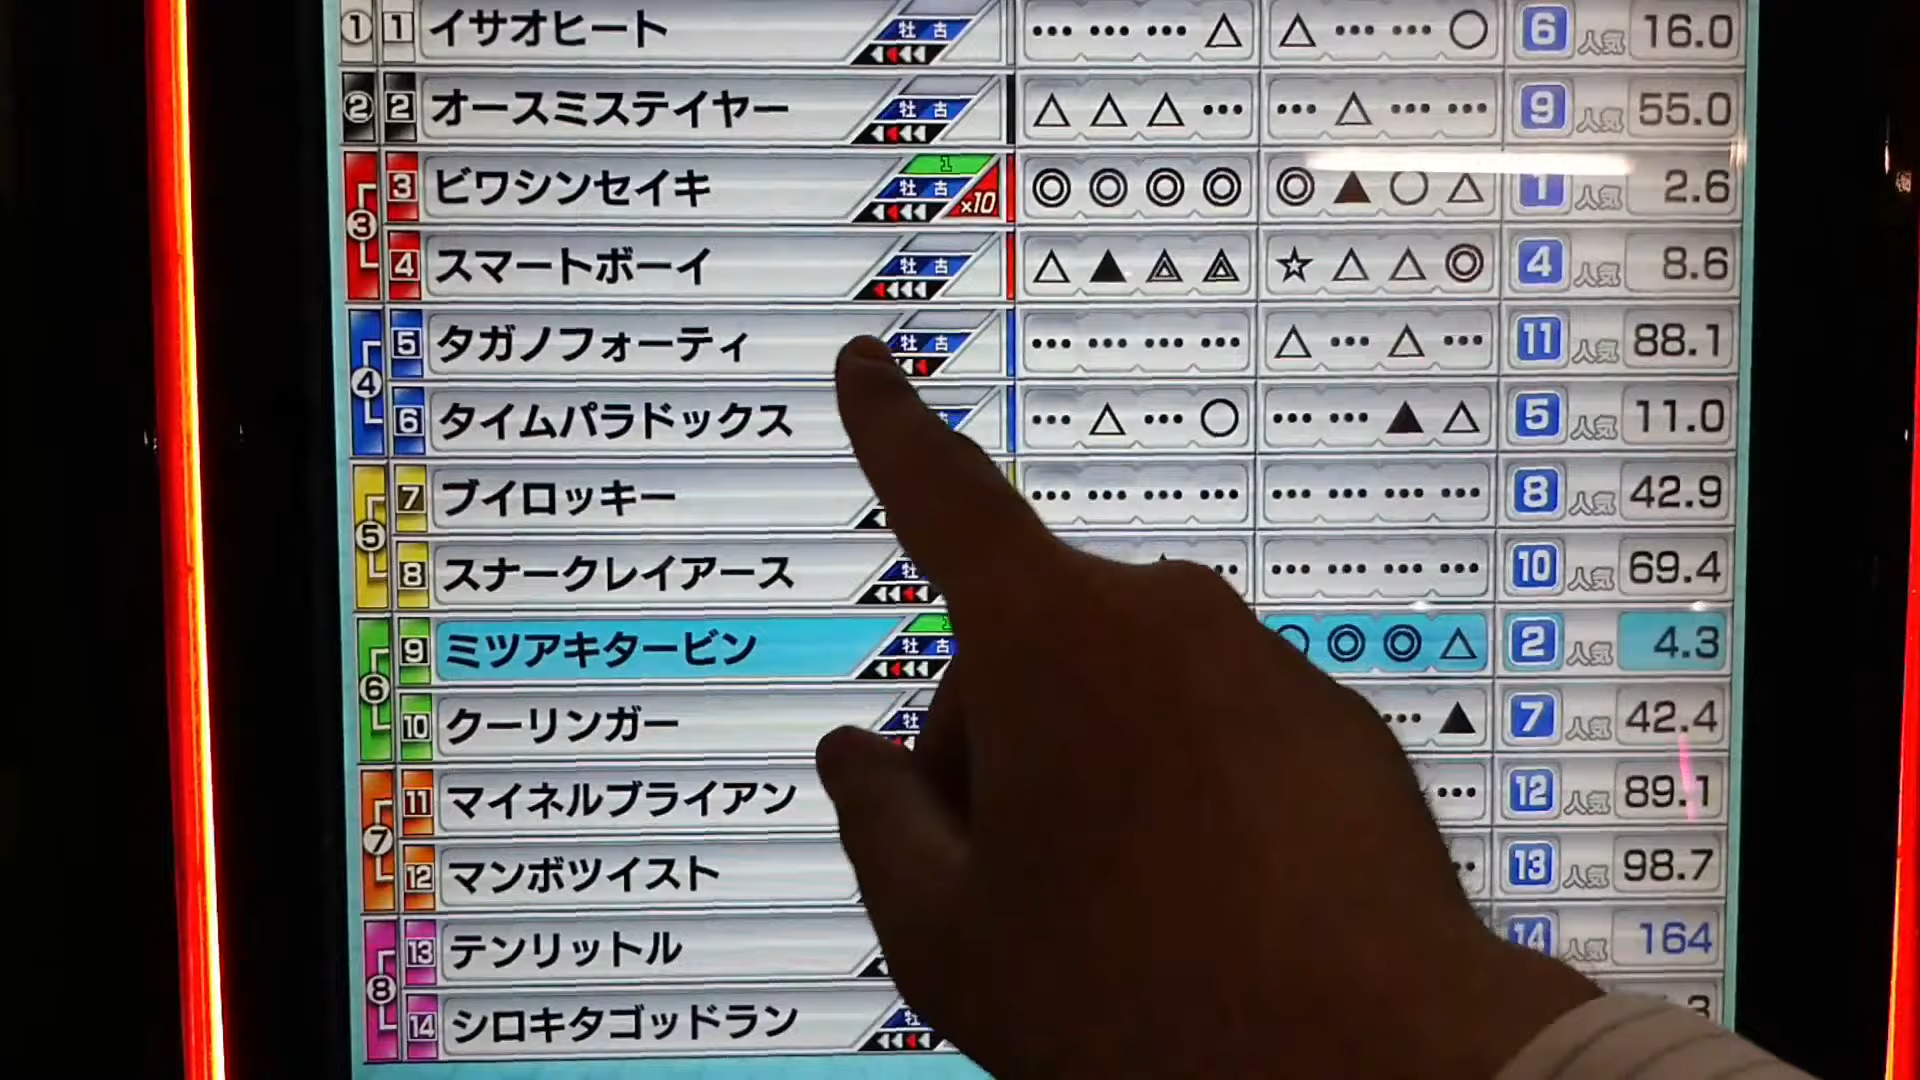 ① 1 イサオヒート 牡 古 … … … △ △ … … ○ 6 人気 16.0
② 2 オースミステイヤー 牡 古 △ △ △ … … △ … … 9 人気 55.0
③ 3 ビワシンセイキ 1 牡 古 ×10 ◎ ◎ ◎ ◎ ◎ ▲ ○ △ 1 人気 2.6
4 スマートボーイ 牡 古 △ ▲ ☆ △ △ ◎ 4 人気 8.6
④ 5 タガノフォーティ 牡 古 … … … … △ … △ … 11 人気 88.1
6 タイムパラドックス … △ … ○ … … ▲ △ 5 人気 11.0
⑤ 7 ブイロッキー … … … … … … … … 8 人気 42.9
8 スナークレイアース 牡 … … … … 10 人気 69.4
⑥ 9 ミツアキタービン 牡 古 ◎ ◎ △ 2 人気 4.3
10 クーリンガー 牡 … ▲ 7 人気 42.4
⑦ 11 マイネルブライアン … 12 人気 89.1
12 マンボツイスト 13 人気 98.7
⑧ 13 テンリットル 14 人気 164
14 シロキタゴッドラン 牡